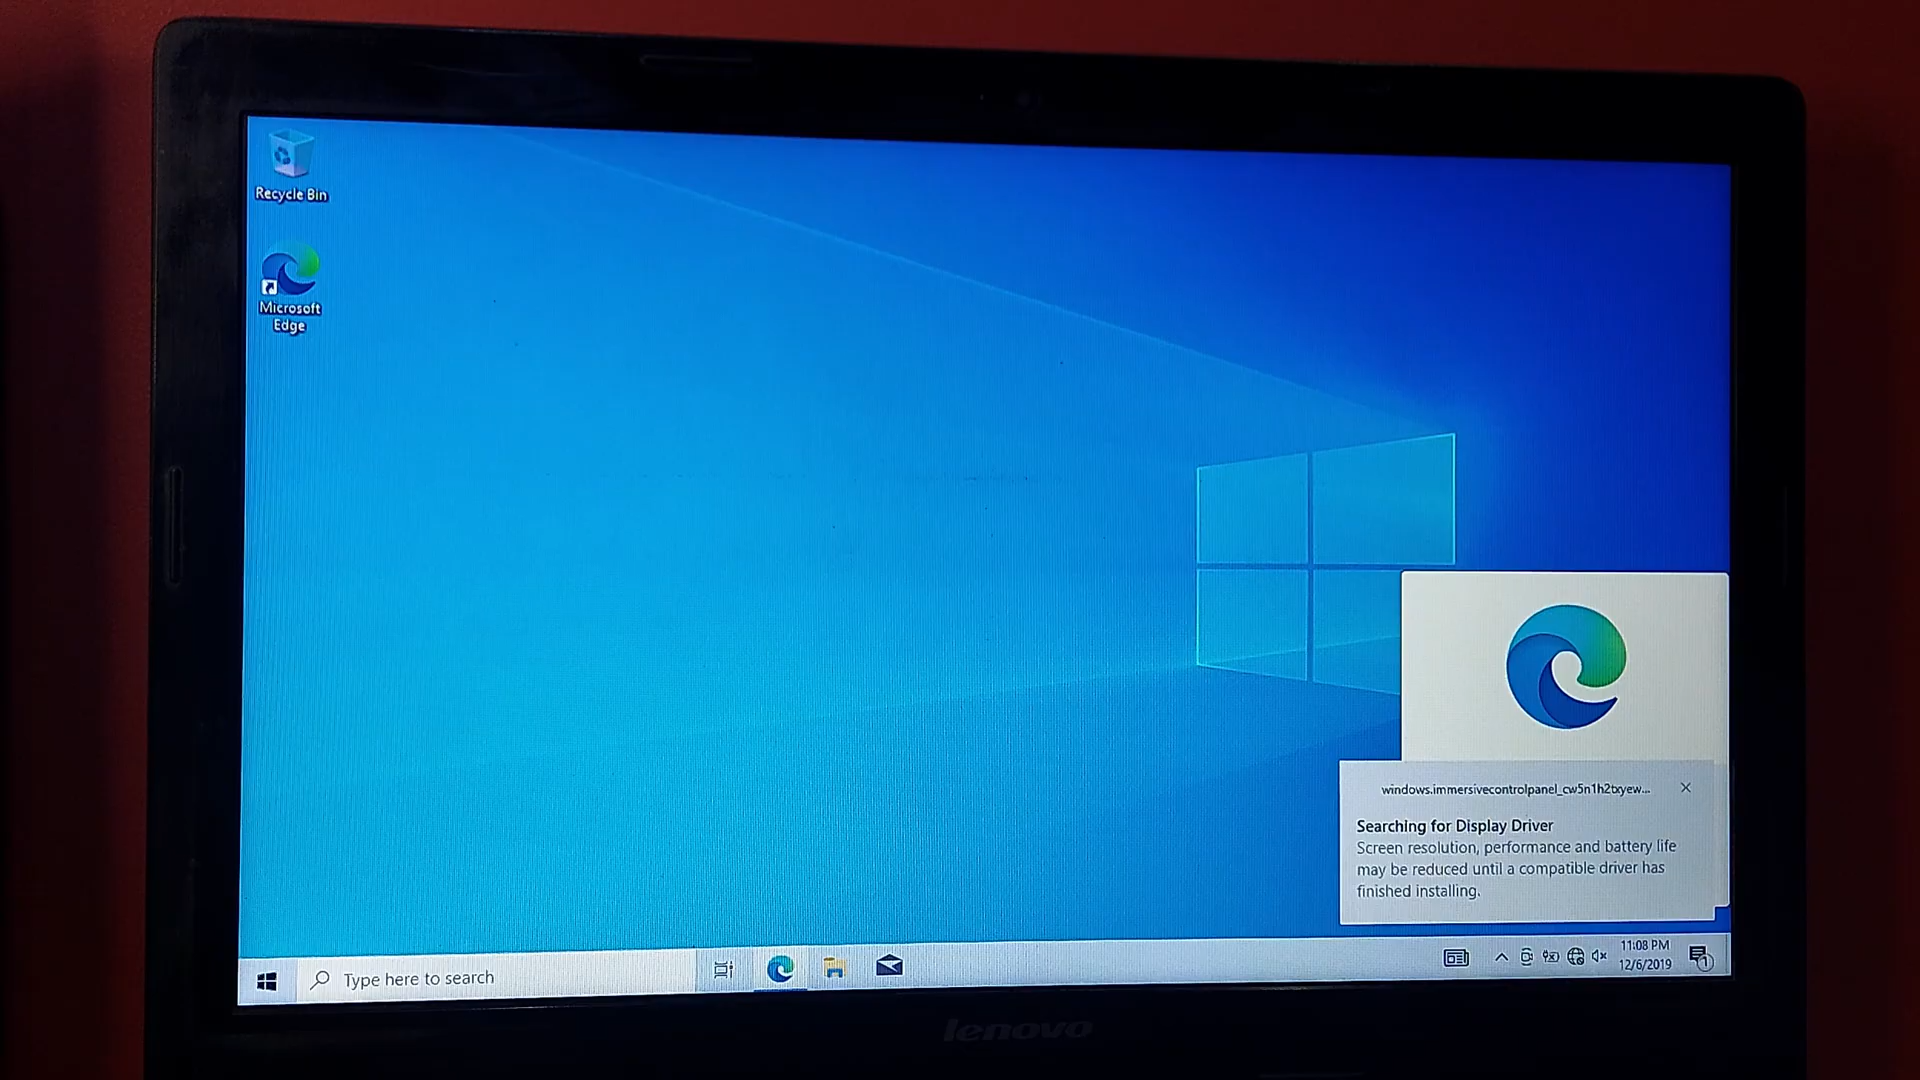 Recycle Bin
Microsoft
Edge
windows.immersivecontrolpanel_cw5n1h2txyew...
Searching for Display Driver
Screen resolution, performance and battery life
may be reduced until a compatible driver has
finished installing.
Type here to search
11:08 PM
12/6/2019
1
lenovo